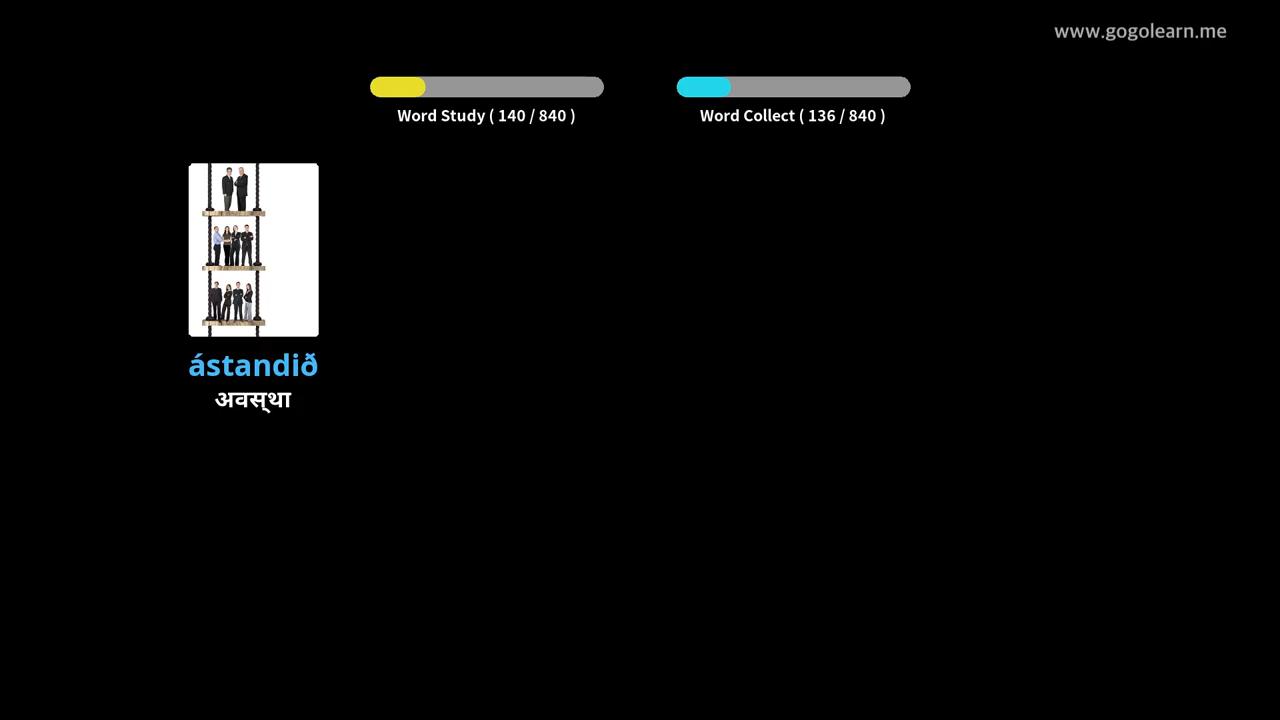 www.gogolearn.me
Word Study ( 140 / 840 )
Word Collect ( 136 / 840 )
ástandið
अवस्था